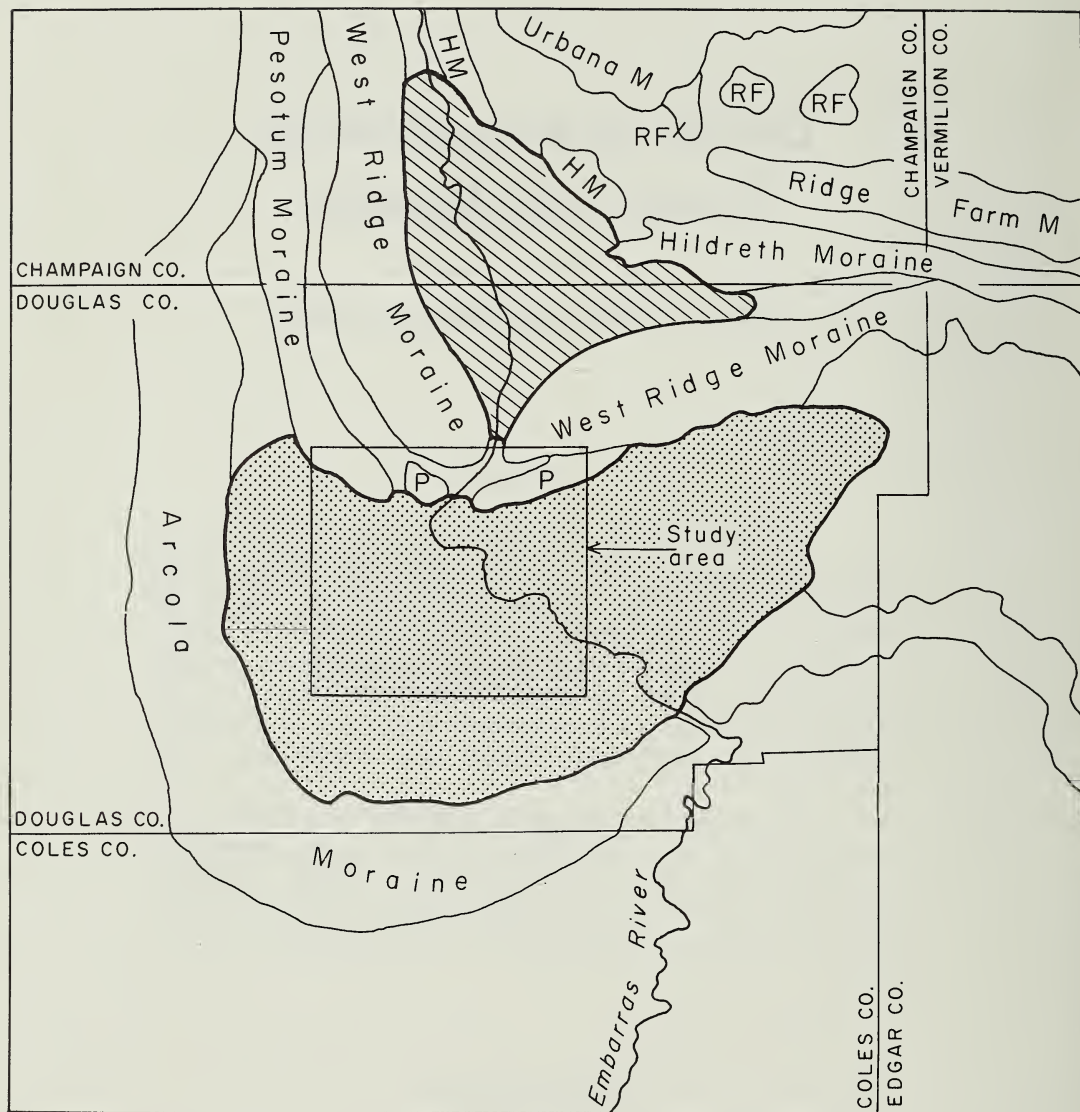 Pesotum Moraine
West Ridge
Moraine
HM
Urbana M
RF
RF
RF
HM
CHAMPAIGN CO.
VERMILION CO.
Ridge
Farm M
Hildreth Moraine
CHAMPAIGN CO.
DOUGLAS CO.
West Ridge Moraine
P
P
Study
area
Arcola
Moraine
DOUGLAS CO.
COLES CO.
Embarras River
COLES CO.
EDGAR CO.